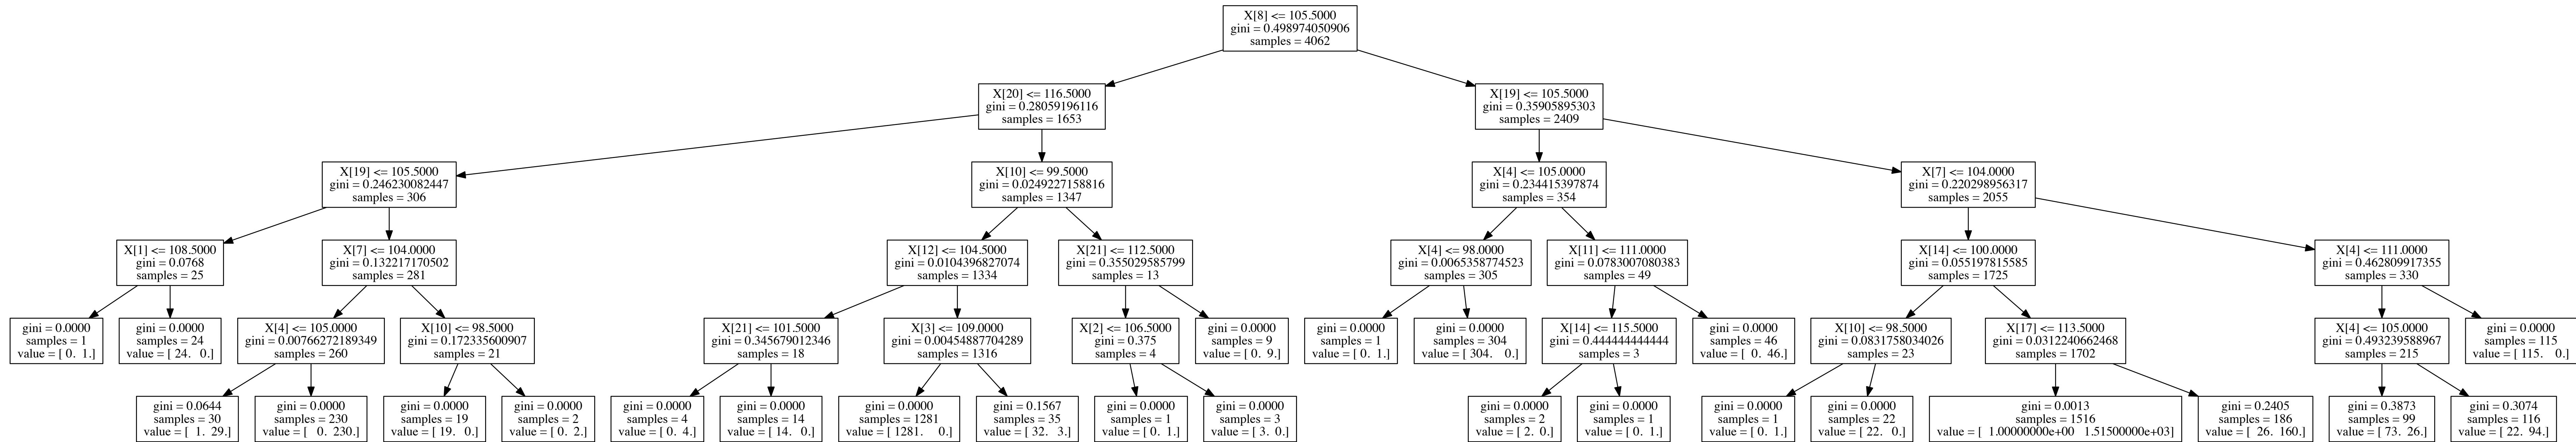 X[8] <= 105.5000
gini = 0.498974050906
samples = 4062
X[20] <= 116.5000
gini = 0.28059196116
samples = 1653
X[19] <= 105.5000
gini = 0.35905895303
samples = 2409
X[19] <= 105.5000
gini = 0.246230082447
samples = 306
X[10] <= 99.5000
gini = 0.0249227158816
samples = 1347
X[4] <= 105.0000
gini = 0.234415397874
samples = 354
X[7] <= 104.0000
gini = 0.220298956317
samples = 2055
X[1] <= 108.5000
gini = 0.0768
samples = 25
X[7] <= 104.0000
gini = 0.132217170502
samples = 281
X[12] <= 104.5000
gini = 0.0104396827074
samples = 1334
X[21] <= 112.5000
gini = 0.355029585799
samples = 13
X[4] <= 98.0000
gini = 0.0065358774523
samples = 305
X[11] <= 111.0000
gini = 0.0783007080383
samples = 49
X[14] <= 100.0000
gini = 0.055197815585
samples = 1725
X[4] <= 111.0000
gini = 0.462809917355
samples = 330
gini = 0.0000
samples = 1
value = [ 0. 1.]
gini = 0.0000
samples = 24
value = [ 24. 0.]
X[4] <= 105.0000
gini = 0.00766272189349
samples = 260
X[10] <= 98.5000
gini = 0.172335600907
samples = 21
X[21] <= 101.5000
gini = 0.345679012346
samples = 18
X[3] <= 109.0000
gini = 0.00454887704289
samples = 1316
X[2] <= 106.5000
gini = 0.375
samples = 4
gini = 0.0000
samples = 9
value = [ 0. 9.]
gini = 0.0000
samples = 1
value = [ 0. 1.]
gini = 0.0000
samples = 304
value = [ 304. 0.]
X[14] <= 115.5000
gini = 0.444444444444
samples = 3
gini = 0.0000
samples = 46
value = [ 0. 46.]
X[10] <= 98.5000
gini = 0.0831758034026
samples = 23
X[17] <= 113.5000
gini = 0.0312240662468
samples = 1702
X[4] <= 105.0000
gini = 0.493239588967
samples = 215
gini = 0.0000
samples = 115
value = [ 115. 0.]
gini = 0.0644
samples = 30
value = [ 1. 29.]
gini = 0.0000
samples = 230
value = [ 0. 230.]
gini = 0.0000
samples = 19
value = [ 19. 0.]
gini = 0.0000
samples = 2
value = [ 0. 2.]
gini = 0.0000
samples = 4
value = [ 0. 4.]
gini = 0.0000
samples = 14
value = [ 14. 0.]
gini = 0.0000
samples = 1281
value = [ 1281. 0.]
gini = 0.1567
samples = 35
value = [ 32. 3.]
gini = 0.0000
samples = 1
value = [ 0. 1.]
gini = 0.0000
samples = 3
value = [ 3. 0.]
gini = 0.0000
samples = 2
value = [ 2. 0.]
gini = 0.0000
samples = 1
value = [ 0. 1.]
gini = 0.0000
samples = 1
value = [ 0. 1.]
gini = 0.0000
samples = 22
value = [ 22. 0.]
gini = 0.0013
samples = 1516
value = [ 1.00000000e+00 1.51500000e+03]
gini = 0.2405
samples = 186
value = [ 26. 160.]
gini = 0.3873
samples = 99
value = [ 73. 26.]
gini = 0.3074
samples = 116
value = [ 22. 94.]